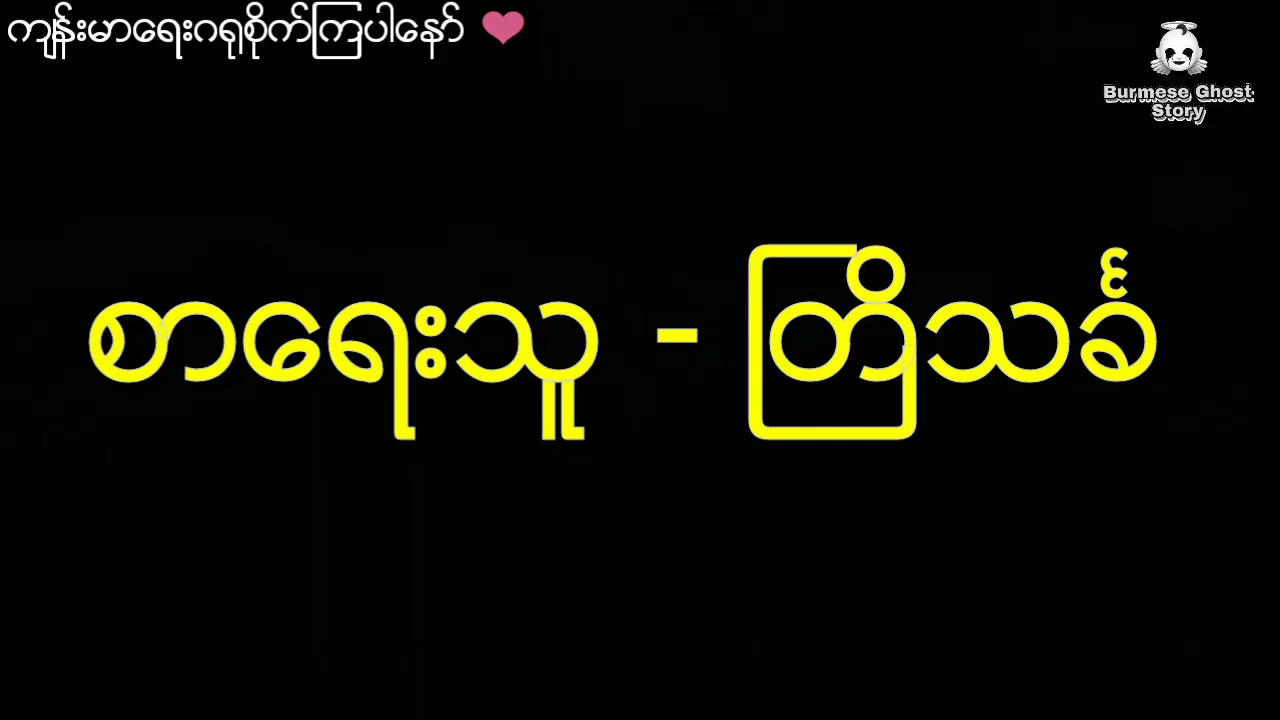 ကျန်းမာရေးဂရုစိုက်ကြပါနော် ❤
Burmese Ghost
Story
စာရေးသူ - တြိသင်္ခ